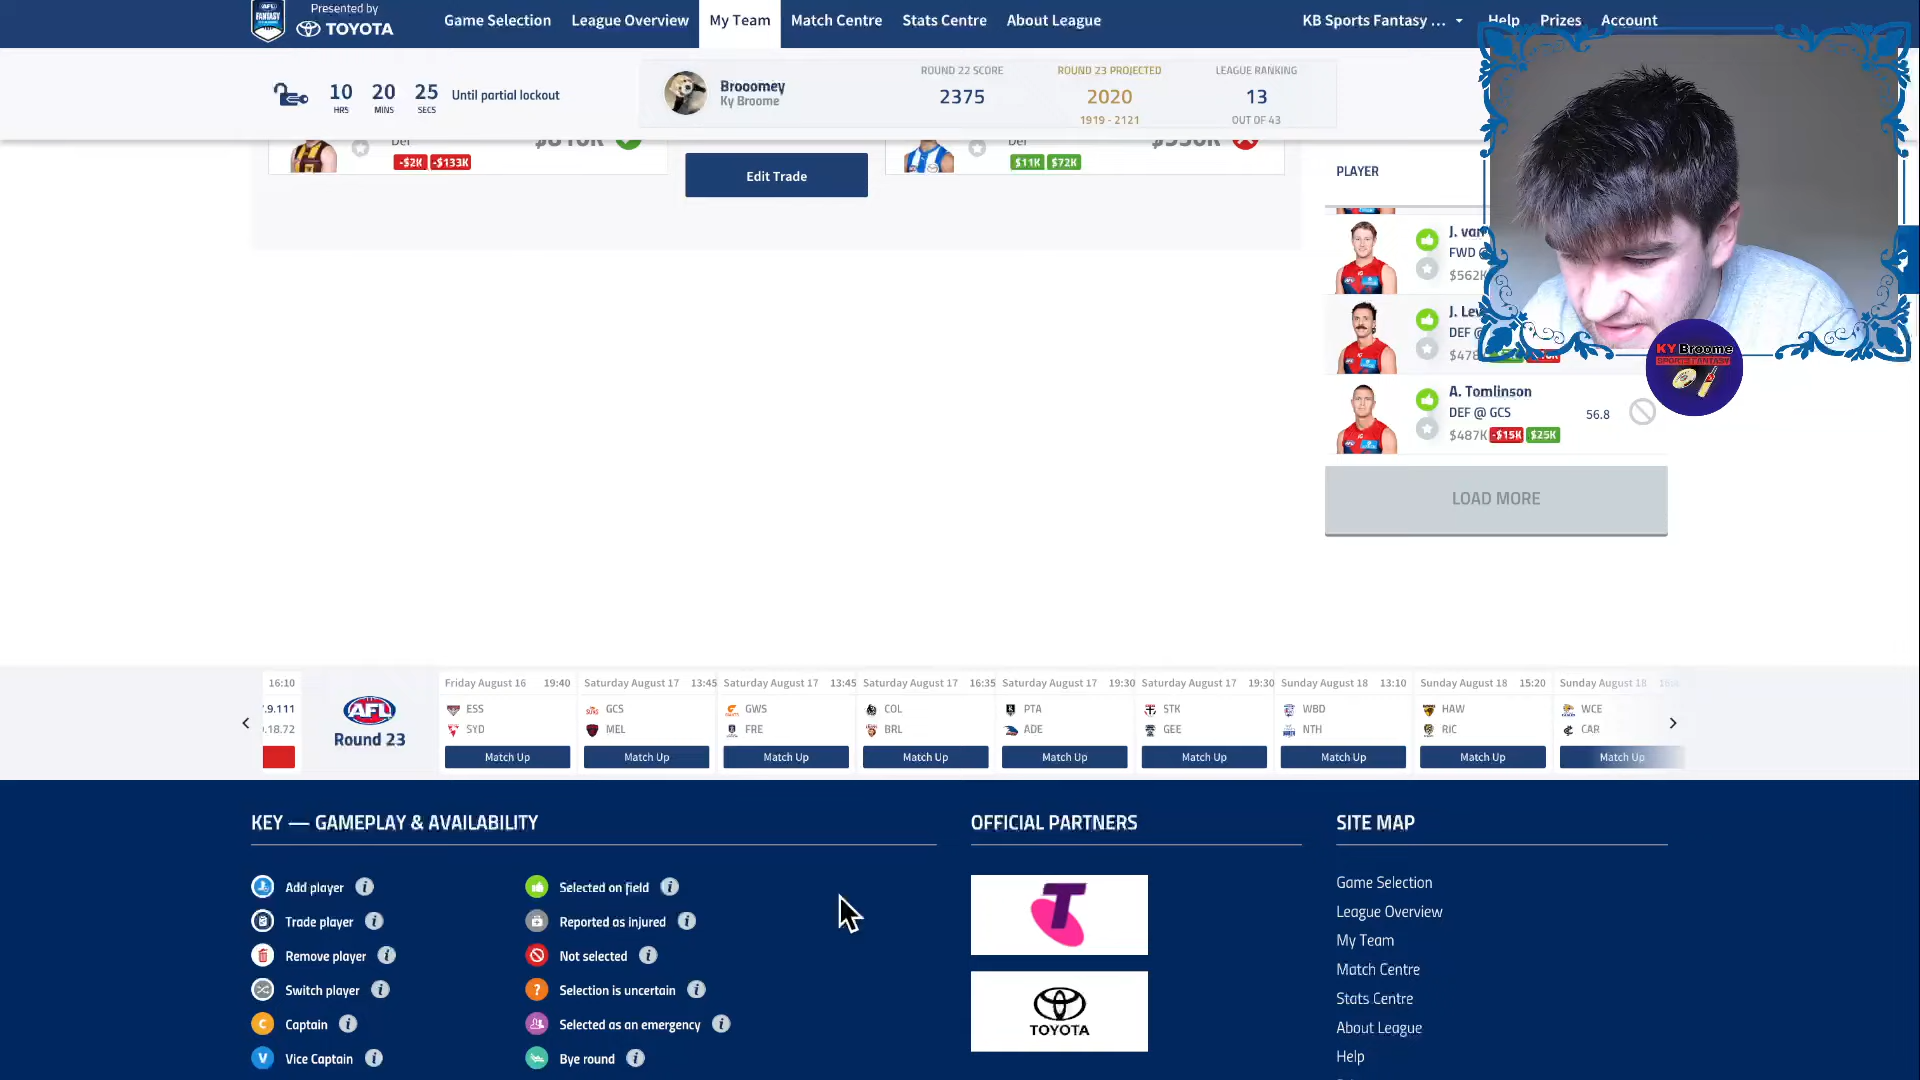 Presented by
TOYOTA
Game Selection
League Overview
My Team
Match Centre
Stats Centre
About League
KB Sports Fantasy ...
Help
Prizes
Account
10 HRS
20 MINS
25 SECS
Until partial lockout
Brooomey
Ky Broome
ROUND 22 SCORE
2375
ROUND 23 PROJECTED
2020
1919 - 2121
LEAGUE RANKING
13
OUT OF 43
Def
-$2K -$133K
Edit Trade
Def
$11K $72K
PLAYER
J. van
FWD @
$562K
J. Lev
DEF @
$478
A. Tomlinson
DEF @ GCS
$487K -$15K $25K
56.8
KY Broome
SPORTS FANTASY
LOAD MORE
16:10
AFL
Round 23
Friday August 16 19:40
ESS
SYD
Match Up
Saturday August 17 13:45
GCS
MEL
Match Up
Saturday August 17 13:45
GWS
FRE
Match Up
Saturday August 17 16:35
COL
BRL
Match Up
Saturday August 17 19:30
PTA
ADE
Match Up
Saturday August 17 19:30
STK
GEE
Match Up
Sunday August 18 13:10
WBD
NTH
Match Up
Sunday August 18 15:20
HAW
RIC
Match Up
Sunday August 18
WCE
CAR
Match Up
KEY — GAMEPLAY & AVAILABILITY
Add player
Trade player
Remove player
Switch player
Captain
Vice Captain
Selected on field
Reported as injured
Not selected
Selection is uncertain
Selected as an emergency
Bye round
OFFICIAL PARTNERS
TOYOTA
SITE MAP
Game Selection
League Overview
My Team
Match Centre
Stats Centre
About League
Help